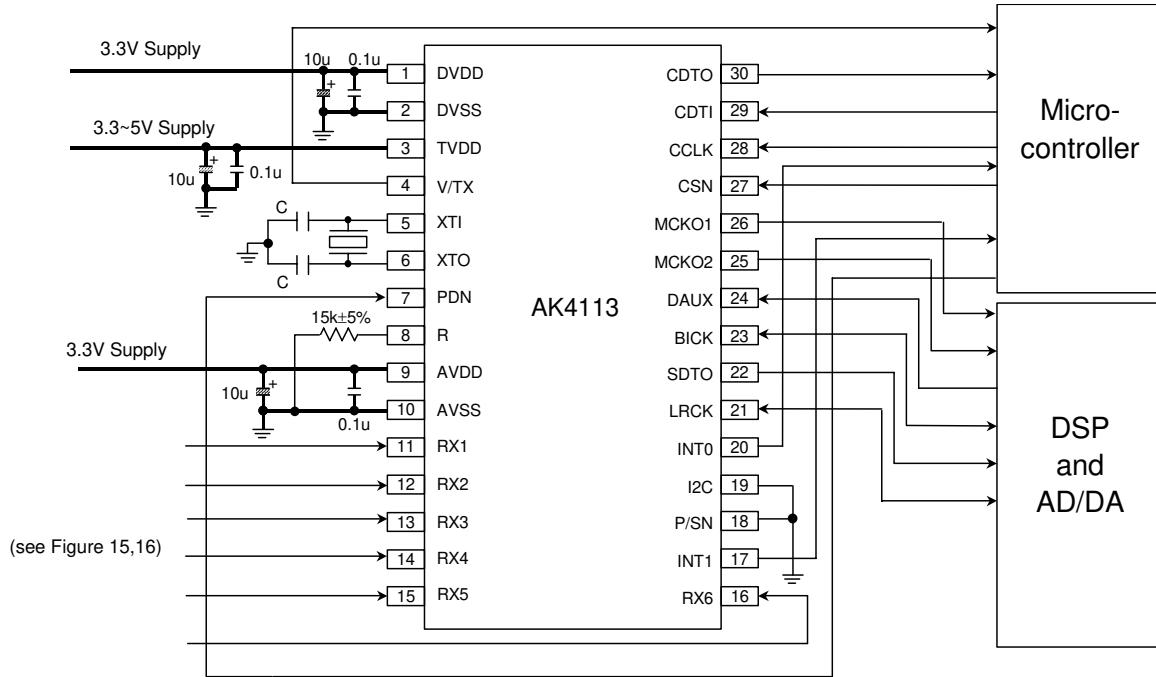 3.3V Supply
10u
+
0.1u
3.3~5V Supply
10u
+
0.1u
C
C
15k±5%
3.3V Supply
10u
+
0.1u
(see Figure 15,16)
1 DVDD
2 DVSS
3 TVDD
4 V/TX
5 XTI
6 XTO
7 PDN
8 R
9 AVDD
10 AVSS
11 RX1
12 RX2
13 RX3
14 RX4
15 RX5
AK4113
CDTO 30
CDTI 29
CCLK 28
CSN 27
MCKO1 26
MCKO2 25
DAUX 24
BICK 23
SDTO 22
LRCK 21
INT0 20
I2C 19
P/SN 18
INT1 17
RX6 16
Micro-
controller
DSP
and
AD/DA